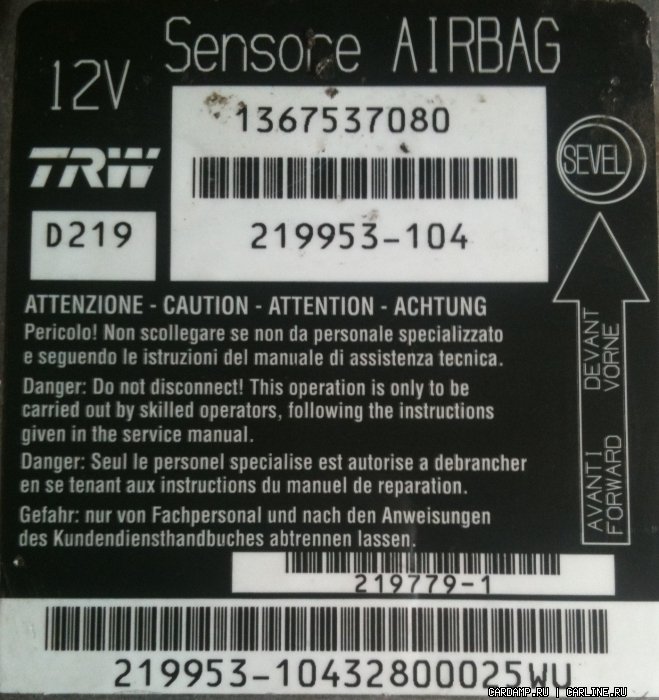 Sensore AIRBAG
12V
1367537080
TRW
SEVEL
D219
219953-104
ATTENZIONE - CAUTION - ATTENTION - ACHTUNG
Pericolo! Non scollegare se non da personale specializzato
e seguendo le istruzioni del manuale di assistenza tecnica.
Danger: Do not disconnect! This operation is only to be
carried out by skilled operators, following the instructions
given in the service manual.
Danger: Seul le personel specialise est autorise a debrancher
en se tenant aux instructions du manuel de reparation.
Gefahr: nur von Fachpersonal und nach den Anweisungen
des Kundendiensthandbuches abtrennen lassen.
AVANTI DEVANT
FORWARD VORNE
219779-1
219953-10432800025WU
CARDAMP.RU | CARLINE.RU